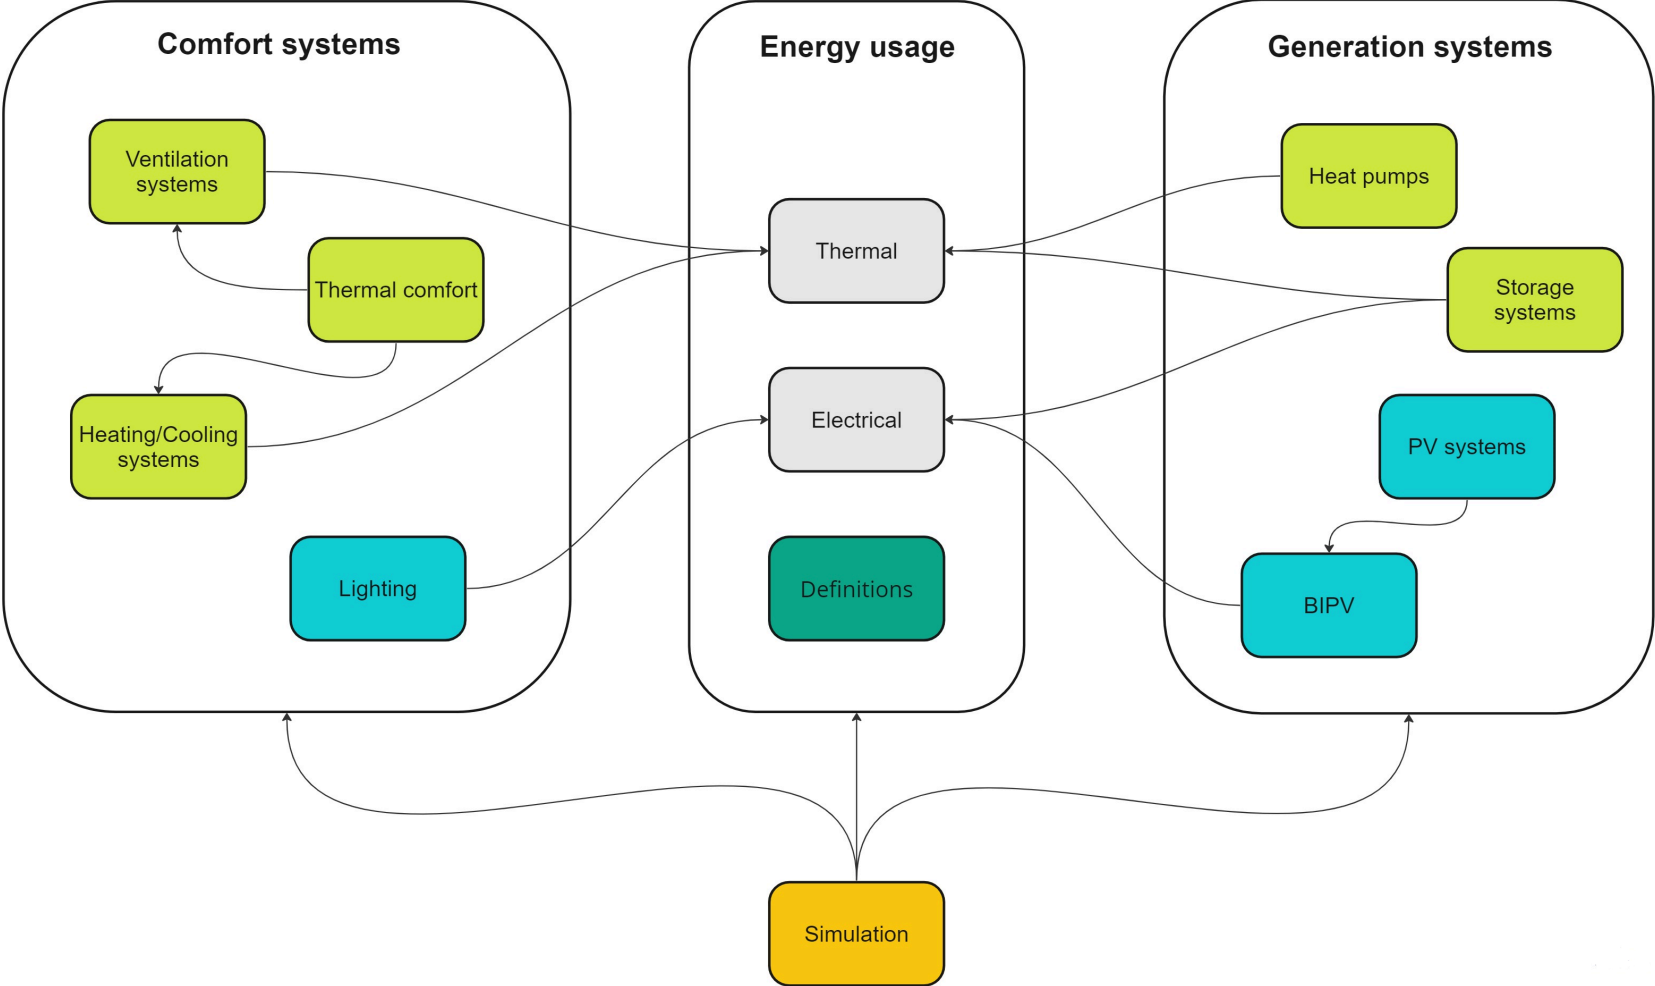 Comfort systems
Ventilation
systems
Thermal comfort
Heating/Cooling
systems
Lighting
Energy usage
Thermal
Electrical
Definitions
Generation systems
Heat pumps
Storage
systems
PV systems
BIPV
Simulation